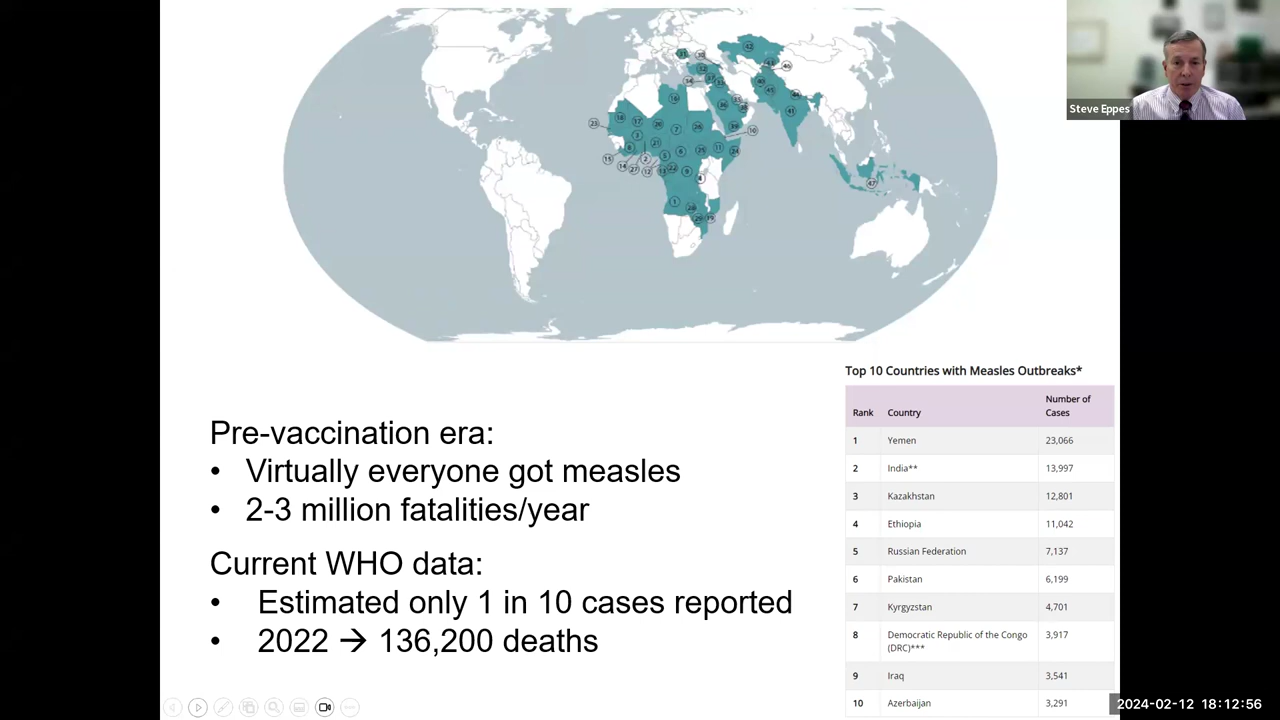 Steve Eppes
Pre-vaccination era:
• Virtually everyone got measles
• 2-3 million fatalities/year
Current WHO data:
• Estimated only 1 in 10 cases reported
• 2022 → 136,200 deaths
Top 10 Countries with Measles Outbreaks*
Rank Country Number of Cases
1 Yemen 23,066
2 India** 13,997
3 Kazakhstan 12,801
4 Ethiopia 11,042
5 Russian Federation 7,137
6 Pakistan 6,199
7 Kyrgyzstan 4,701
8 Democratic Republic of the Congo (DRC)*** 3,917
9 Iraq 3,541
10 Azerbaijan 3,291
2024-02-12 18:12:56